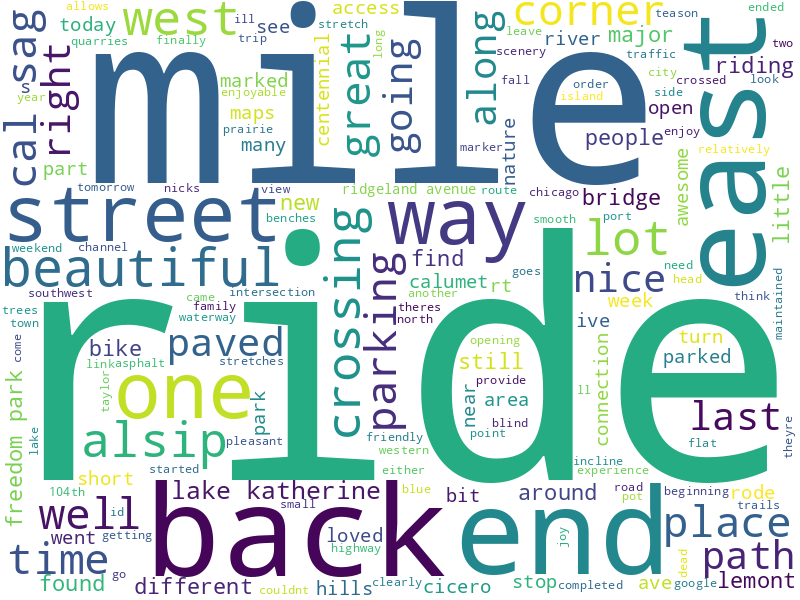 mile
ride
back
end
east
street
way
one
beautiful
west
corner
cal sag
right
going
great
along
crossing
parking
nice
lot
alsip
paved
last
well
time
place
path
lake katherine
today
see
ill
trip
access
stretch
leave
teason
ended
quarries
finally
s
year
marked
enjoyable
maps
many
prairie
part
centennial
long
river
major
scenery
traffic
city
two
riding
fall
order
side
crossed
look
island
open
people
enjoy
marker
nature
relatively
tomorrow
nicks
view
ridgeland avenue
route
chicago
bridge
awesome
little
new
benches
smooth
port
weekend
channel
find
southwest
intersection
calumet
rt
goes
need
head
think
maintained
another
came
family
waterway
theres
north
week
ive
trees
town
come
bike
link
asphalt
stretches
opening
still
turn
parked
provide
area
near
connection
ll
taylor
park
freedom park
lake
pleasant
friendly
western
blind
point
flat
theyre
short
started
either
incline
experience
104th
small
blue
bit
around
road
pot
beginning
rode
trails
went
id
getting
loved
highway
joy
dead
found
go
different
couldnt
hills
clearly
cicero
stop
completed
ave
google
lemont
allows